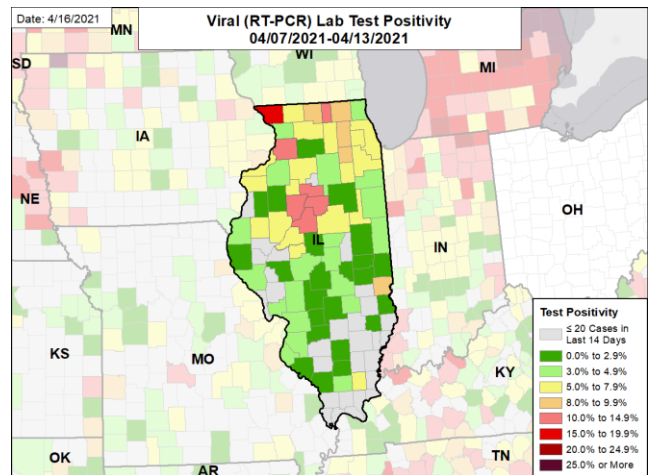 Date: 4/16/2021
Viral (RT-PCR) Lab Test Positivity
04/07/2021-04/13/2021
MN
SD
WI
MI
IA
NE
OH
IL
IN
KS
MO
KY
OK
AR
TN
Test Positivity
≤ 20 Cases in
Last 14 Days
0.0% to 2.9%
3.0% to 4.9%
5.0% to 7.9%
8.0% to 9.9%
10.0% to 14.9%
15.0% to 19.9%
20.0% to 24.9%
25.0% or More